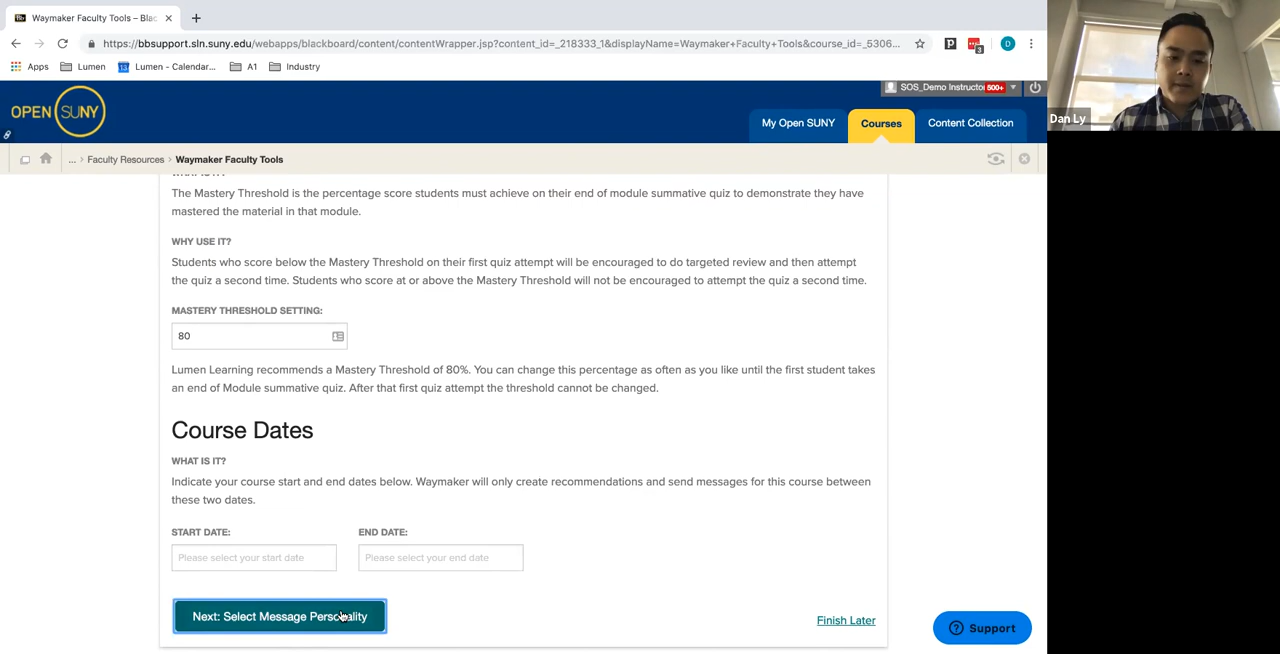 Waymaker Faculty Tools – Blac
https://bbsupport.sln.suny.edu/webapps/blackboard/content/contentWrapper.jsp?content_id=_218333_1&displayName=Waymaker+Faculty+Tools&course_id=_5306...
D
3
Apps Lumen Lumen - Calendar... A1 Industry
SOS_Demo Instructor 500+
OPEN SUNY
My Open SUNY Courses Content Collection
Dan Ly
... Faculty Resources Waymaker Faculty Tools
The Mastery Threshold is the percentage score students must achieve on their end of module summative quiz to demonstrate they have
mastered the material in that module.
WHY USE IT?
Students who score below the Mastery Threshold on their first quiz attempt will be encouraged to do targeted review and then attempt
the quiz a second time. Students who score at or above the Mastery Threshold will not be encouraged to attempt the quiz a second time.
MASTERY THRESHOLD SETTING:
80
Lumen Learning recommends a Mastery Threshold of 80%. You can change this percentage as often as you like until the first student takes
an end of Module summative quiz. After that first quiz attempt the threshold cannot be changed.
Course Dates
WHAT IS IT?
Indicate your course start and end dates below. Waymaker will only create recommendations and send messages for this course between
these two dates.
START DATE: END DATE:
Please select your start date Please select your end date
Next: Select Message Personality
Finish Later
Support